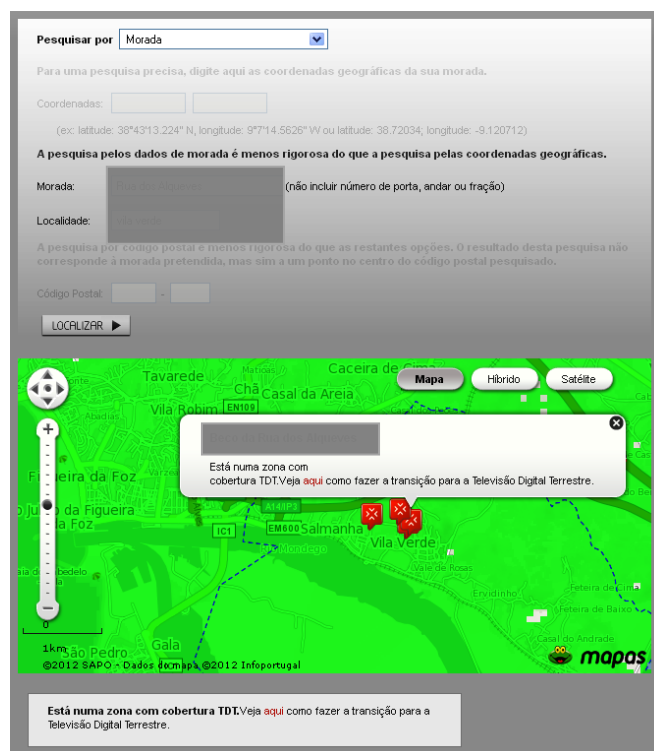 Pesquisar por Morada
Para uma pesquisa precisa, digite aqui as coordenadas geográficas da sua morada.
Coordenadas:
(ex: latitude: 38°43'13.224" N, longitude: 9°7'14.5626" W ou latitude: 38.72034; longitude: -9.120712)
A pesquisa pelos dados de morada é menos rigorosa do que a pesquisa pelas coordenadas geográficas.
Morada: (não incluir número de porta, andar ou fração)
Localidade:
A pesquisa por código postal é menos rigorosa do que as restantes opções. O resultado desta pesquisa não
corresponde à morada pretendida, mas sim a um ponto no centro do código postal pesquisado.
Código Postal: -
LOCALIZAR
Tavarede
Caceira de
Chã
Casal da Areia
Mapa
Híbrido
Satélite
Abadias
Vila Robim
EN109
Está numa zona com
cobertura TDT.Veja aqui como fazer a transição para a Televisão Digital Terrestre.
Figueira da Foz
da Figueira
da Foz
A14/IP3
IC1
EM600
Salmanha
Vila Verde
Vale de Rosas
Ervidinho
Feteira de Cima
Feteira de Baixo
Casal do Andrade
0
1km
São Pedro
Gala
©2012 SAPO - Dados do mapa ©2012 Infoportugal
mapas
Está numa zona com cobertura TDT.Veja aqui como fazer a transição para a
Televisão Digital Terrestre.